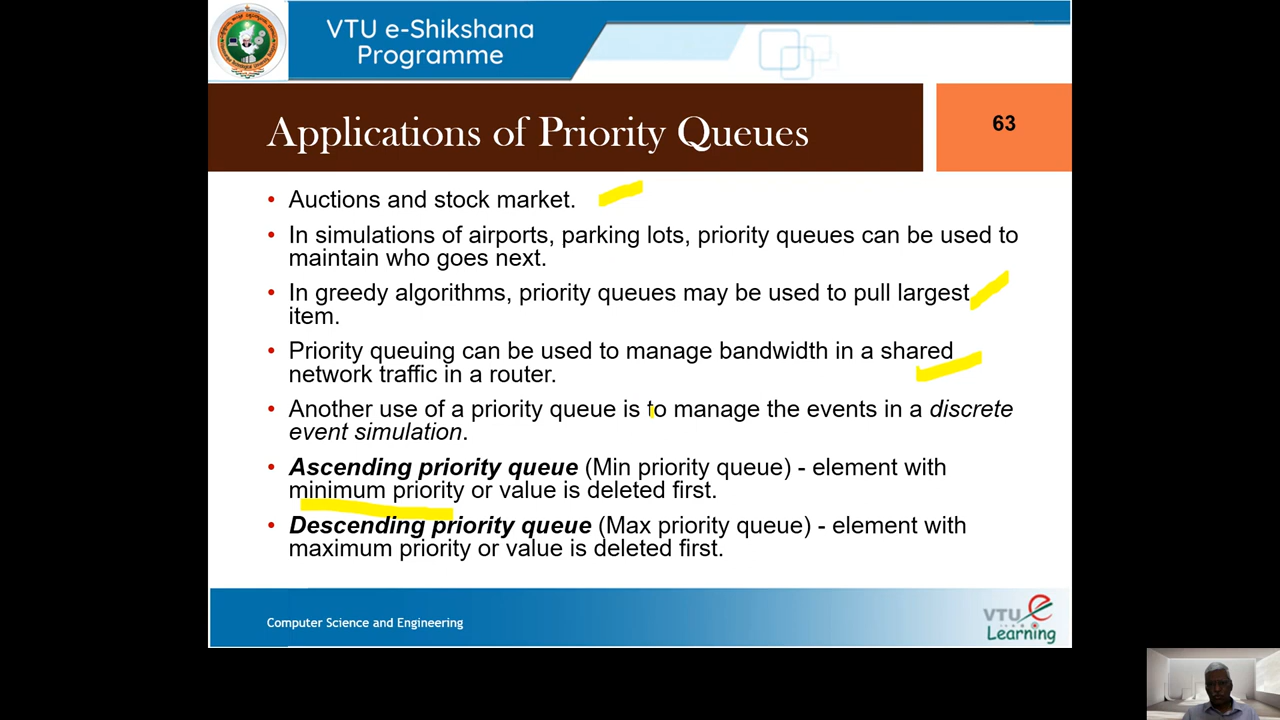 VTU e-Shikshana
Programme
Applications of Priority Queues
63
• Auctions and stock market.
• In simulations of airports, parking lots, priority queues can be used to
maintain who goes next.
• In greedy algorithms, priority queues may be used to pull largest
item.
• Priority queuing can be used to manage bandwidth in a shared
network traffic in a router.
• Another use of a priority queue is to manage the events in a discrete
event simulation.
• Ascending priority queue (Min priority queue) - element with
minimum priority or value is deleted first.
• Descending priority queue (Max priority queue) - element with
maximum priority or value is deleted first.
Computer Science and Engineering
VTU e
Learning